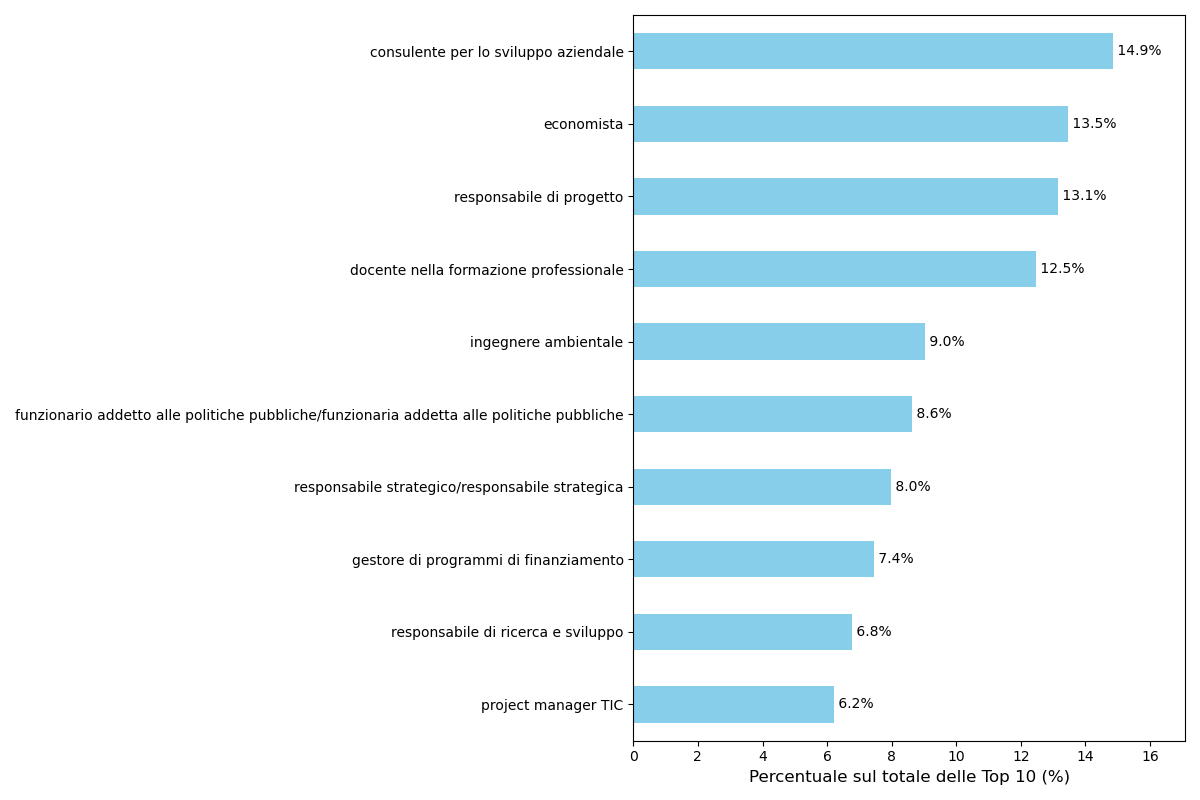 consulente per lo sviluppo aziendale 14.9%
economista 13.5%
responsabile di progetto 13.1%
docente nella formazione professionale 12.5%
ingegnere ambientale 9.0%
funzionario addetto alle politiche pubbliche/funzionaria addetta alle politiche pubbliche 8.6%
responsabile strategico/responsabile strategica 8.0%
gestore di programmi di finanziamento 7.4%
responsabile di ricerca e sviluppo 6.8%
project manager TIC 6.2%
0 2 4 6 8 10 12 14 16
Percentuale sul totale delle Top 10 (%)